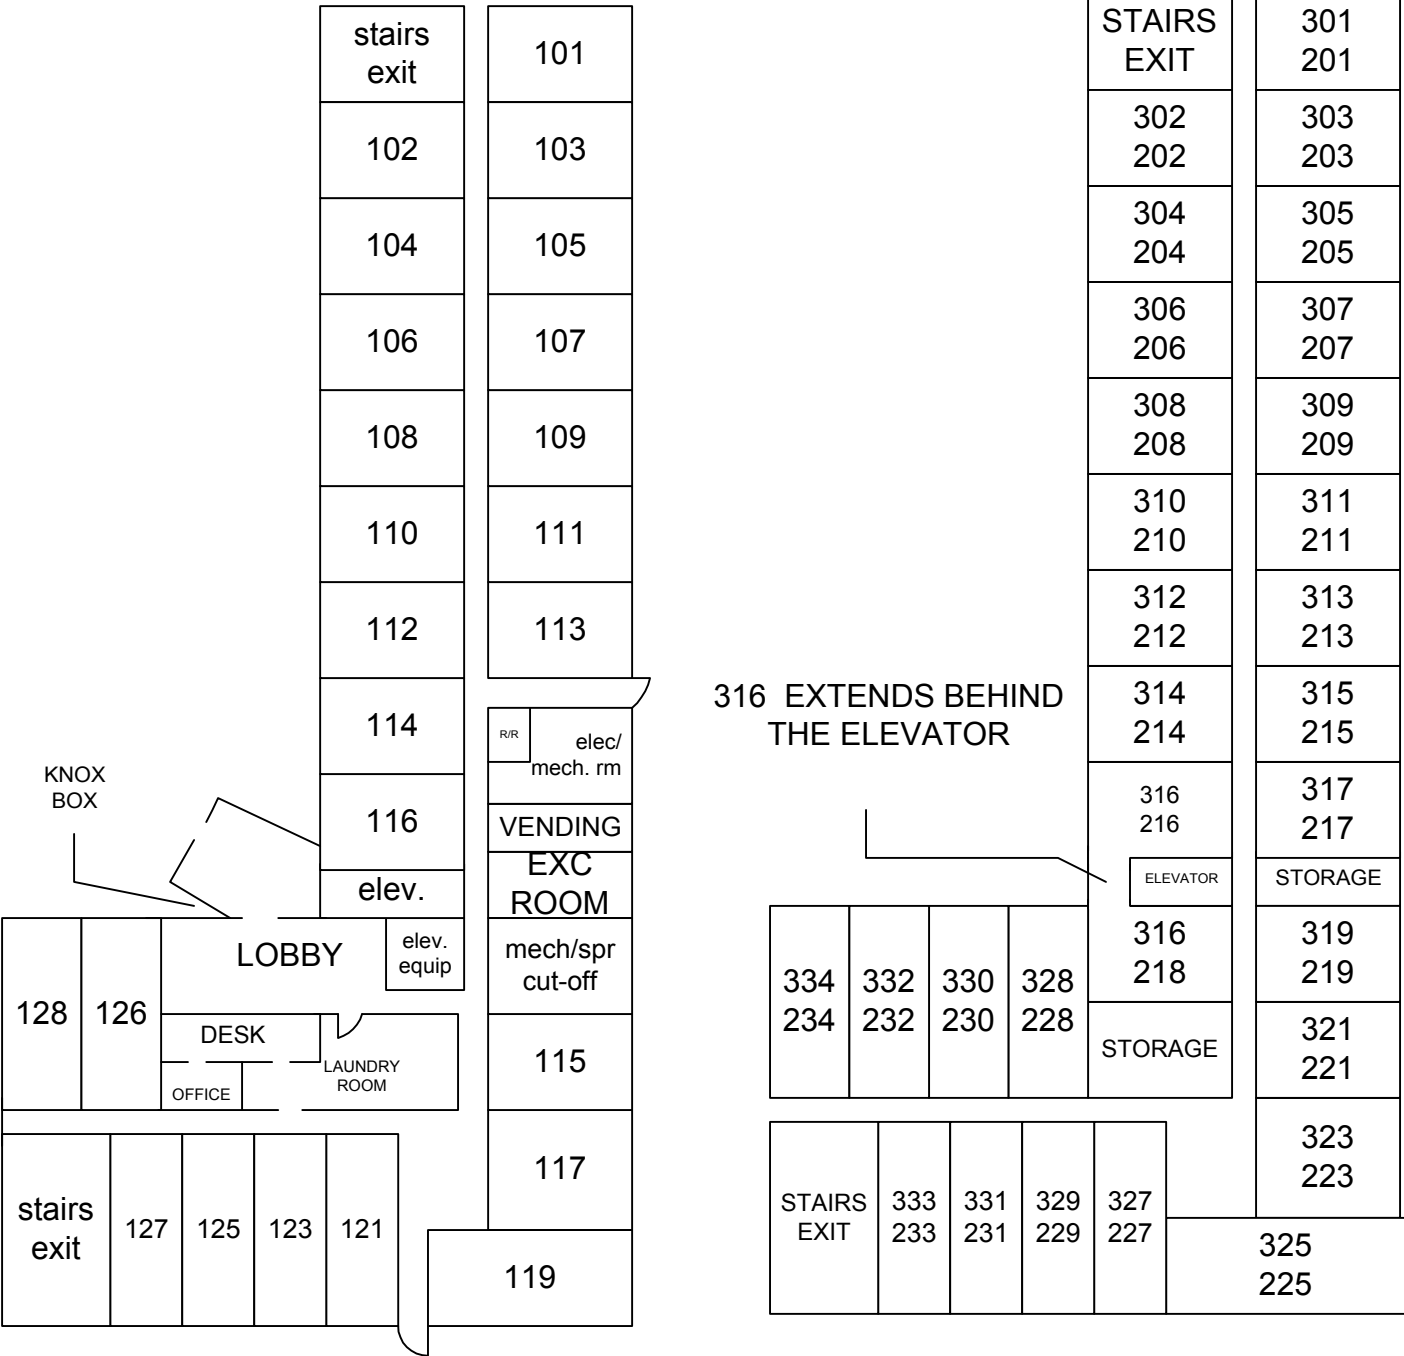 stairs
exit
101
102
103
104
105
106
107
108
109
110
111
112
113
114
R/R
elec/
mech. rm
116
VENDING
EXC
ROOM
elev.
KNOX
BOX
LOBBY
elev.
equip
mech/spr
cut-off
128
126
DESK
OFFICE
LAUNDRY
ROOM
115
117
stairs
exit
127
125
123
121
119
STAIRS
EXIT
301
201
302
202
303
203
304
204
305
205
306
206
307
207
308
208
309
209
310
210
311
211
312
212
313
213
314
214
315
215
316 EXTENDS BEHIND
THE ELEVATOR
316
216
317
217
ELEVATOR
STORAGE
334
234
332
232
330
230
328
228
316
218
319
219
STORAGE
321
221
323
223
STAIRS
EXIT
333
233
331
231
329
229
327
227
325
225